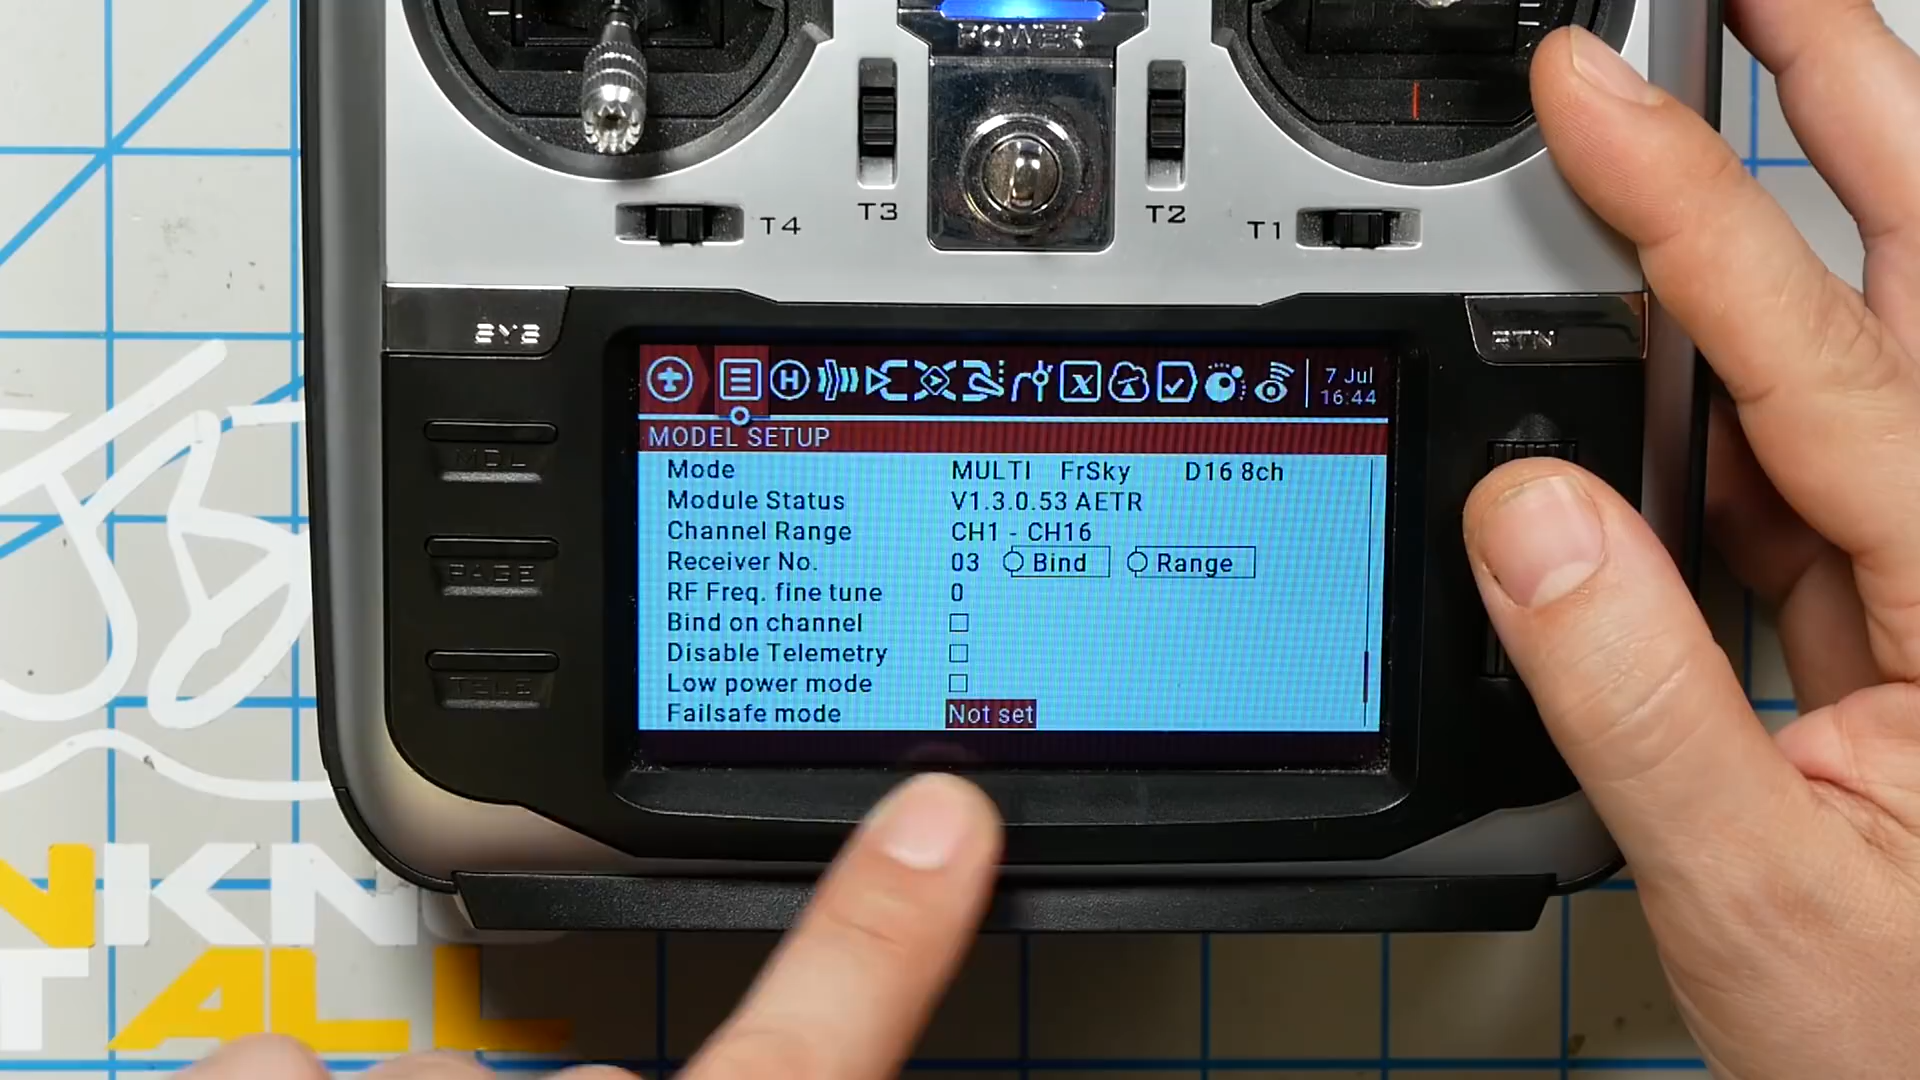 POWER
T4
T3
T2
T1
SYS
RTN
MDL
PAGE
TELE
7 Jul
16:44
MODEL SETUP
Mode MULTI FrSky D16 8ch
Module Status V1.3.0.53 AETR
Channel Range CH1 - CH16
Receiver No. 03 Bind Range
RF Freq. fine tune 0
Bind on channel
Disable Telemetry
Low power mode
Failsafe mode Not set
ALL